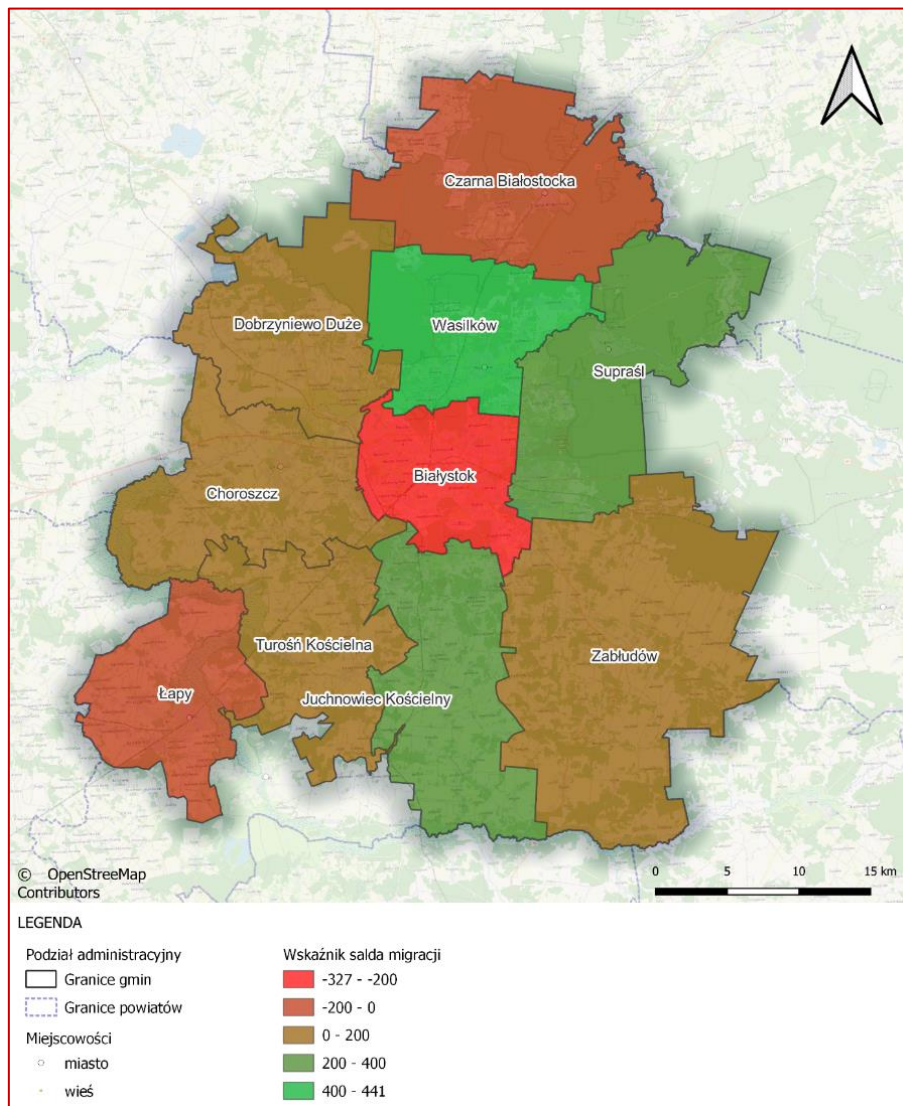 Czarna Białostocka
Dobrzyniewo Duże
Wasilków
Supraśl
Białystok
Choroszcz
Turośń Kościelna
Zabłudów
Łapy
Juchnowiec Kościelny
© OpenStreeMap
Contributors
0 5 10 15 km
LEGENDA
Podział administracyjny
Granice gmin
Granice powiatów
Miejscowości
miasto
wieś
Wskaźnik salda migracji
-327 - -200
-200 - 0
0 - 200
200 - 400
400 - 441